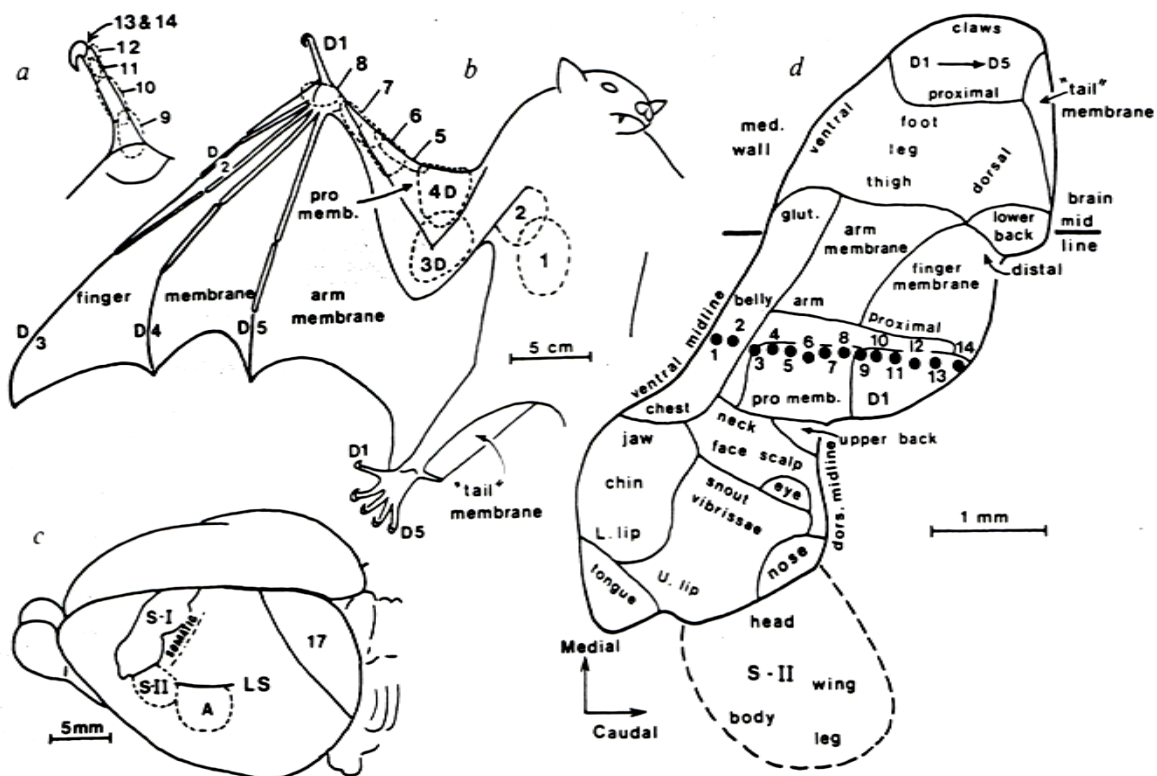 a
13 & 14
12
11
10
9
b
D1
8
7
6
5
4D
3D
2
1
D
2
pro
memb.
finger
membrane
arm
membrane
D
3
D
4
D
5
5 cm
D1
D5
"tail"
membrane
c
S-I
SOMATIC
S-II
LS
A
17
5mm
d
claws
D1 → D5
proximal
"tail"
membrane
med.
wall
ventral
foot
leg
thigh
dorsal
brain
mid
line
glut.
arm
membrane
lower
back
distal
finger
membrane
ventral midline
belly
arm
proximal
1
2
3
4
5
6
7
8
9
10
11
12
13
14
pro memb.
D1
chest
neck
upper back
jaw
face scalp
chin
snout
vibrissae
eye
dors. midline
L. lip
nose
tongue
U. lip
1 mm
head
S-II
wing
body
leg
Medial
Caudal